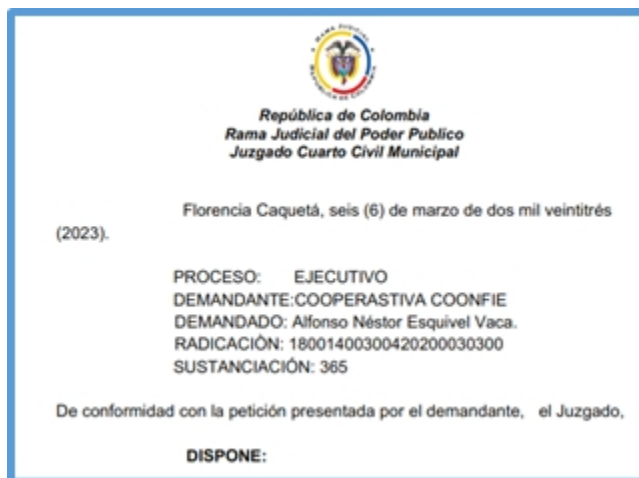 República de Colombia
Rama Judicial del Poder Publico
Juzgado Cuarto Civil Municipal
Florencia Caquetá, seis (6) de marzo de dos mil veintitrés
(2023).
PROCESO: EJECUTIVO
DEMANDANTE:COOPERASTIVA COONFIE
DEMANDADO: Alfonso Néstor Esquivel Vaca.
RADICACIÒN: 18001400300420200030300
SUSTANCIACIÓN: 365
De conformidad con la petición presentada por el demandante, el Juzgado,
DISPONE: